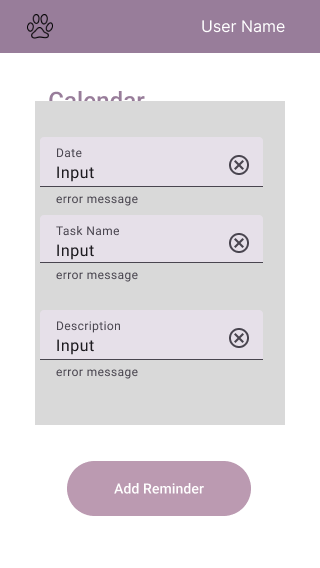 User Name
Calendar
Date
Input
error message
Task Name
Input
error message
Description
Input
error message
Add Reminder